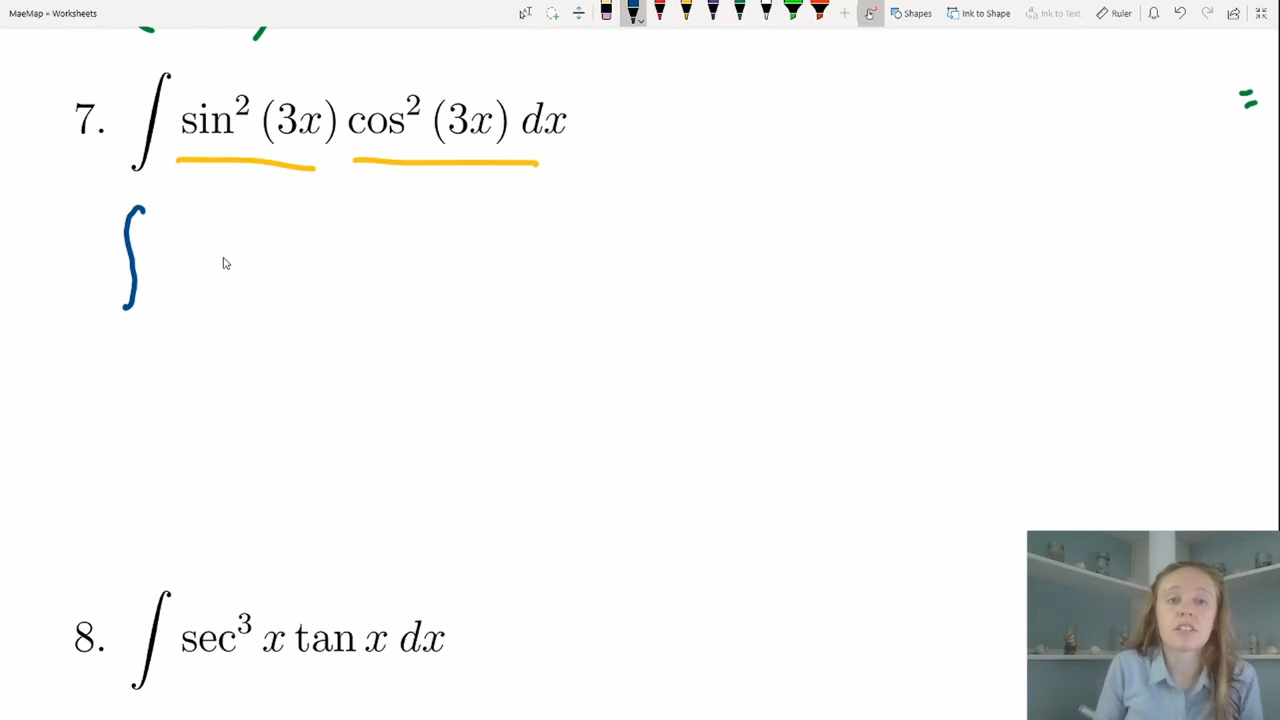 MaeMap » Worksheets Shapes Ink to Shape Ink to Text Ruler
7. ∫ sin² (3x) cos² (3x) dx =
∫
8. ∫ sec³ x tan x dx